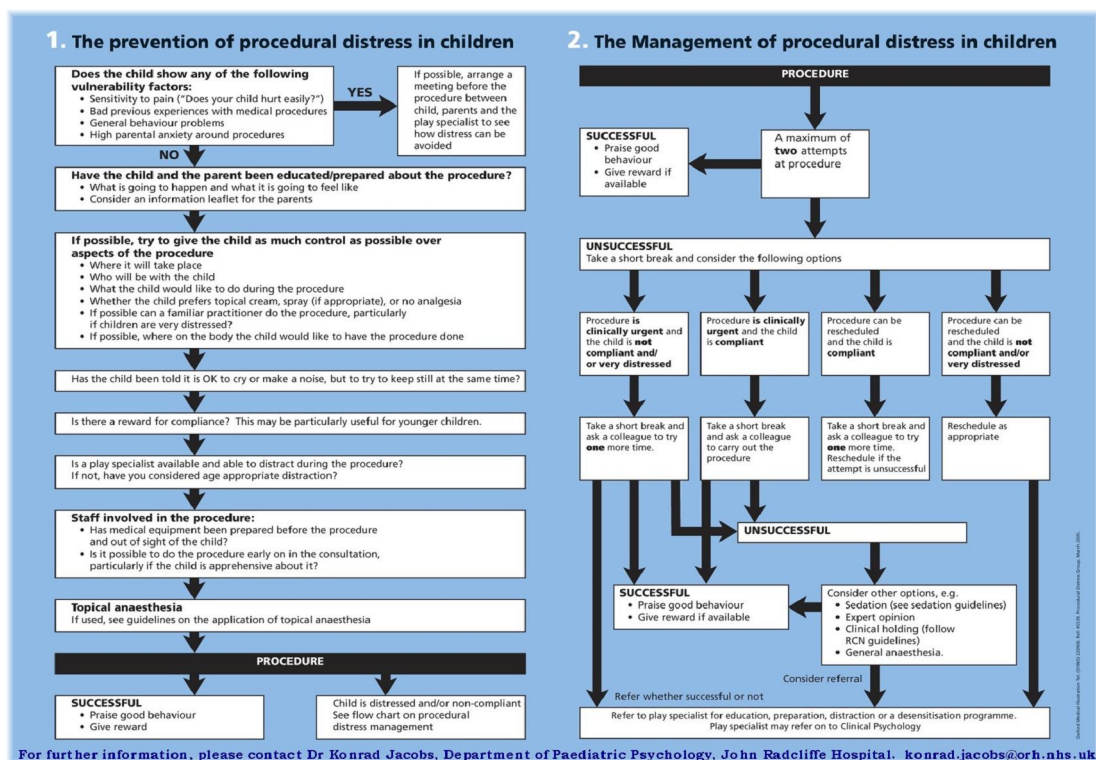 1. The prevention of procedural distress in children
Does the child show any of the following
vulnerability factors:
• Sensitivity to pain ("Does your child hurt easily?")
• Bad previous experiences with medical procedures
• General behaviour problems
• High parental anxiety around procedures
YES
If possible, arrange a
meeting before the
procedure between
child, parents and the
play specialist to see
how distress can be
avoided
NO
Have the child and the parent been educated/prepared about the procedure?
• What is going to happen and what it is going to feel like
• Consider an information leaflet for the parents
If possible, try to give the child as much control as possible over
aspects of the procedure
• Where it will take place
• Who will be with the child
• What the child would like to do during the procedure
• Whether the child prefers topical cream, spray (if appropriate), or no analgesia
• If possible can a familiar practitioner do the procedure, particularly
if children are very distressed?
• If possible, where on the body the child would like to have the procedure done
Has the child been told it is OK to cry or make a noise, but to try to keep still at the same time?
Is there a reward for compliance? This may be particularly useful for younger children.
Is a play specialist available and able to distract during the procedure?
If not, have you considered age appropriate distraction?
Staff involved in the procedure:
• Has medical equipment been prepared before the procedure
and out of sight of the child?
• Is it possible to do the procedure early on in the consultation,
particularly if the child is apprehensive about it?
Topical anaesthesia
If used, see guidelines on the application of topical anaesthesia
PROCEDURE
SUCCESSFUL
• Praise good behaviour
• Give reward
Child is distressed and/or non-compliant
See flow chart on procedural
distress management
2. The Management of procedural distress in children
PROCEDURE
SUCCESSFUL
• Praise good
behaviour
• Give reward if
available
A maximum of
two attempts
at procedure
UNSUCCESSFUL
Take a short break and consider the following options
Procedure is
clinically urgent and
the child is not
compliant and/
or very distressed
Procedure is clinically
urgent and the child
is compliant
Procedure can be
rescheduled
and the child is
compliant
Procedure can be
rescheduled
and the child is not
compliant and/or
very distressed
Take a short break and
ask a colleague to try
one more time.
Take a short break
and ask a colleague
to carry out the
procedure
Take a short break and
ask a colleague to try
one more time.
Reschedule if the
attempt is unsuccessful
Reschedule as
appropriate
UNSUCCESSFUL
SUCCESSFUL
• Praise good behaviour
• Give reward if available
Consider other options, e.g.
• Sedation (see sedation guidelines)
• Expert opinion
• Clinical holding (follow
RCN guidelines)
• General anaesthesia.
Consider referral
Refer whether successful or not
Refer to play specialist for education, preparation, distraction or a desensitisation programme.
Play specialist may refer on to Clinical Psychology
For further information, please contact Dr Konrad Jacobs, Department of Paediatric Psychology, John Radcliffe Hospital. konrad.jacobs@orh.nhs.uk